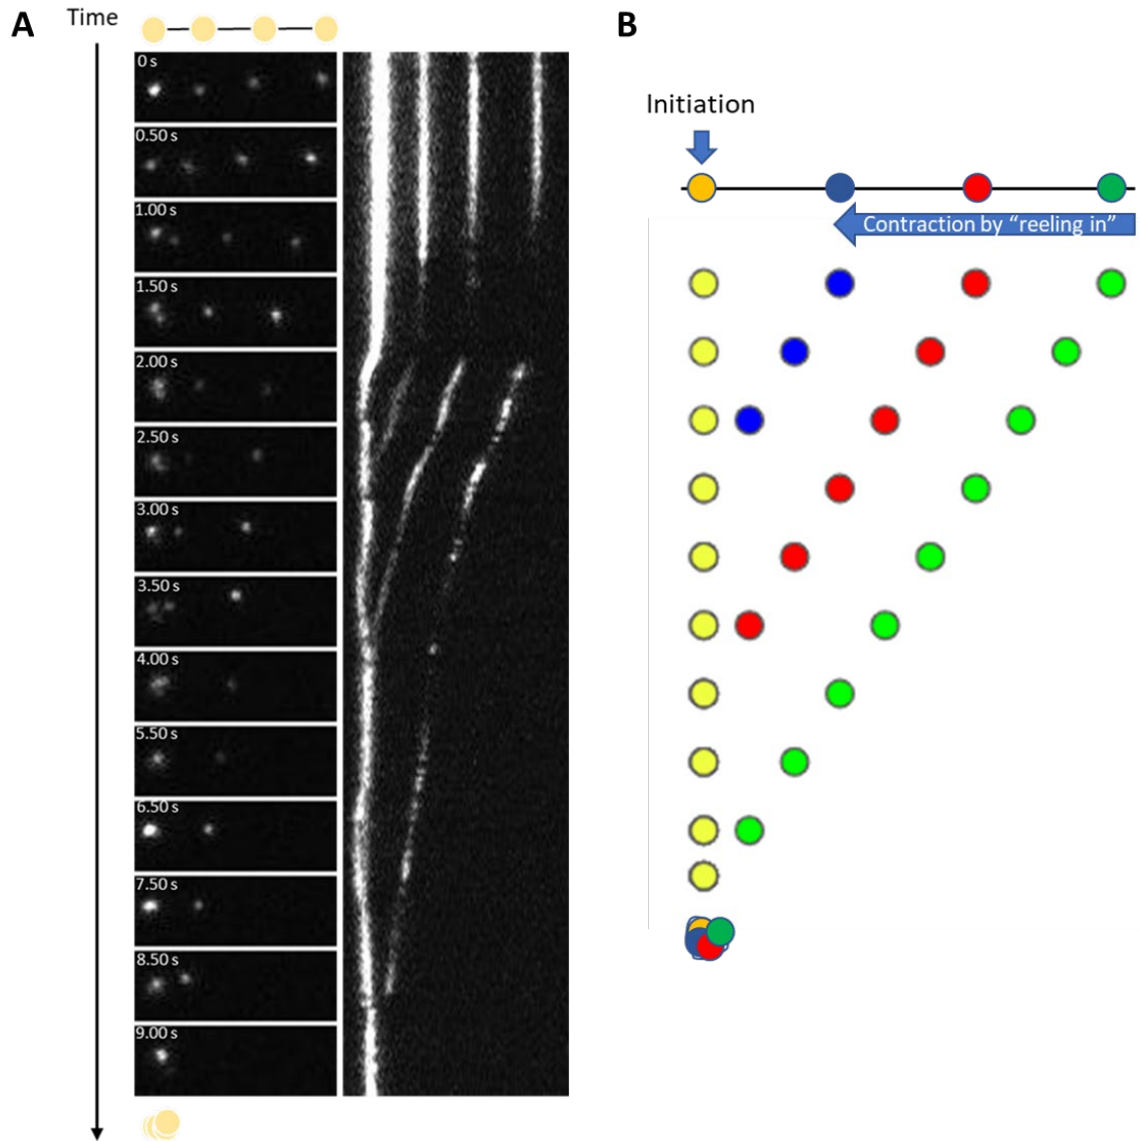 A
Time
0 s
0.50 s
1.00 s
1.50 s
2.00 s
2.50 s
3.00 s
3.50 s
4.00 s
5.50 s
6.50 s
7.50 s
8.50 s
9.00 s
B
Initiation
Contraction by “reeling in”